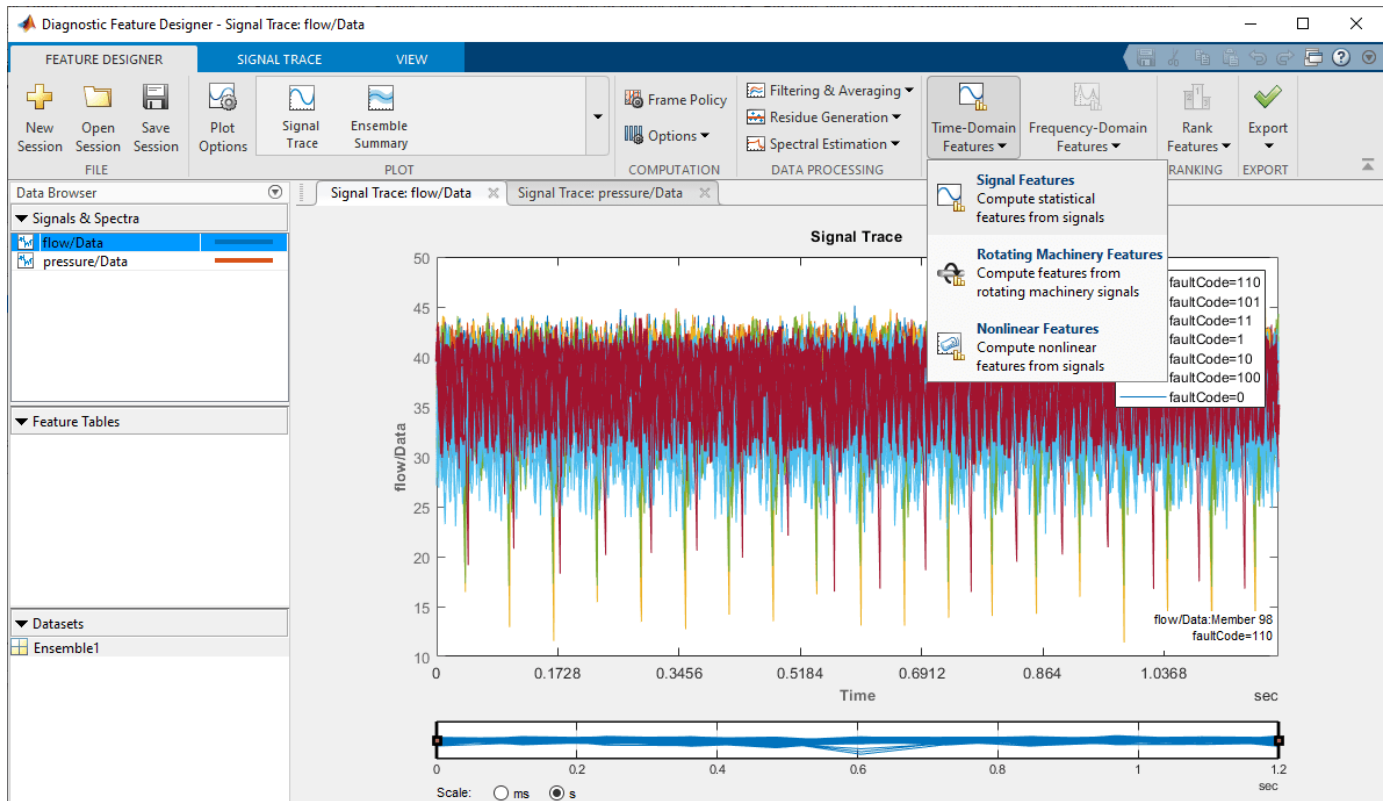 Diagnostic Feature Designer - Signal Trace: flow/Data
FEATURE DESIGNER
SIGNAL TRACE
VIEW
New
Session
Open
Session
Save
Session
FILE
Plot
Options
Signal
Trace
Ensemble
Summary
PLOT
Frame Policy
Options
COMPUTATION
Filtering & Averaging
Residue Generation
Spectral Estimation
DATA PROCESSING
Time-Domain
Features
Frequency-Domain
Features
Rank
Features
RANKING
Export
EXPORT
Signal Features
Compute statistical
features from signals
Rotating Machinery Features
Compute features from
rotating machinery signals
Nonlinear Features
Compute nonlinear
features from signals
Data Browser
Signals & Spectra
flow/Data
pressure/Data
Feature Tables
Datasets
Ensemble1
Signal Trace: flow/Data
Signal Trace: pressure/Data
Signal Trace
50
45
40
35
30
25
20
15
10
flow/Data
faultCode=110
faultCode=101
faultCode=11
faultCode=1
faultCode=10
faultCode=100
faultCode=0
flow/Data:Member 98
faultCode=110
0
0.1728
0.3456
0.5184
0.6912
0.864
1.0368
Time
sec
0
0.2
0.4
0.6
0.8
1
1.2
sec
Scale:
ms
s